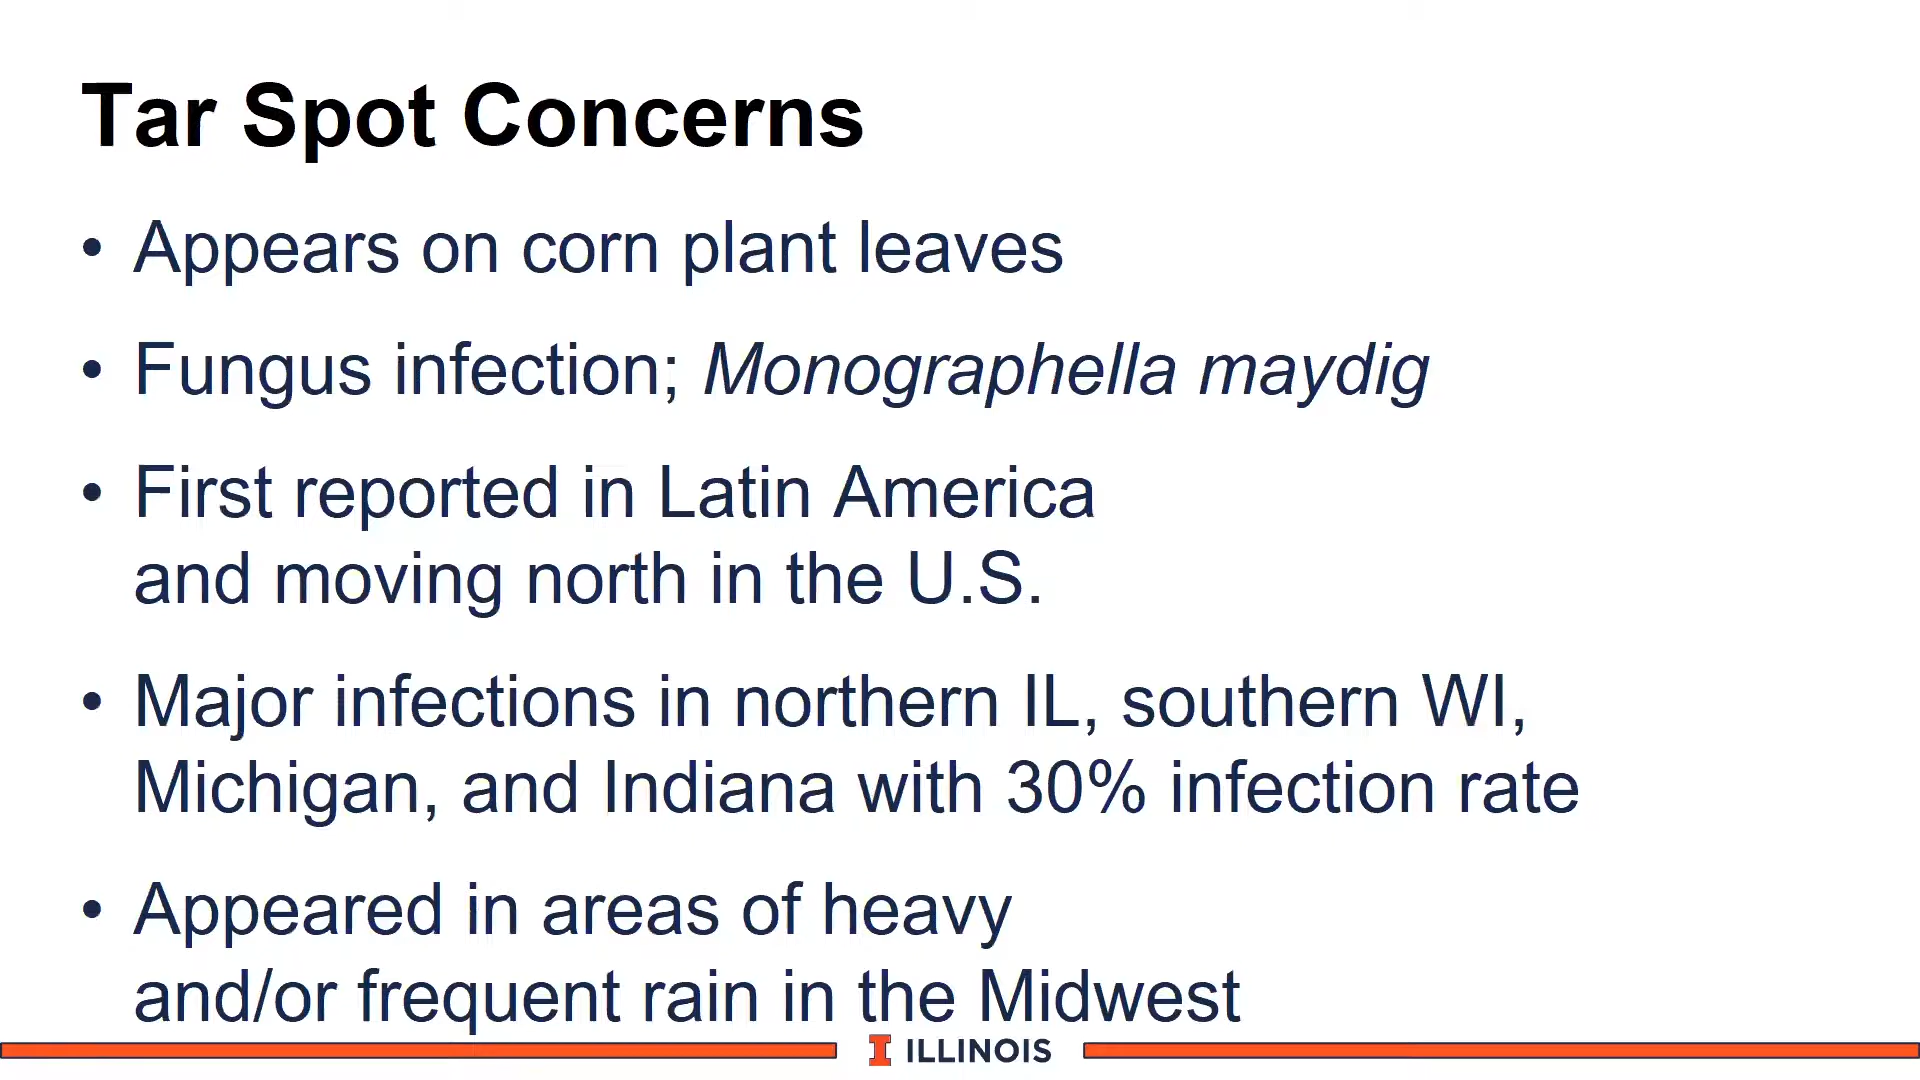 Tar Spot Concerns
• Appears on corn plant leaves
• Fungus infection; Monographella maydig
• First reported in Latin America
and moving north in the U.S.
• Major infections in northern IL, southern WI,
Michigan, and Indiana with 30% infection rate
• Appeared in areas of heavy
and/or frequent rain in the Midwest
I ILLINOIS